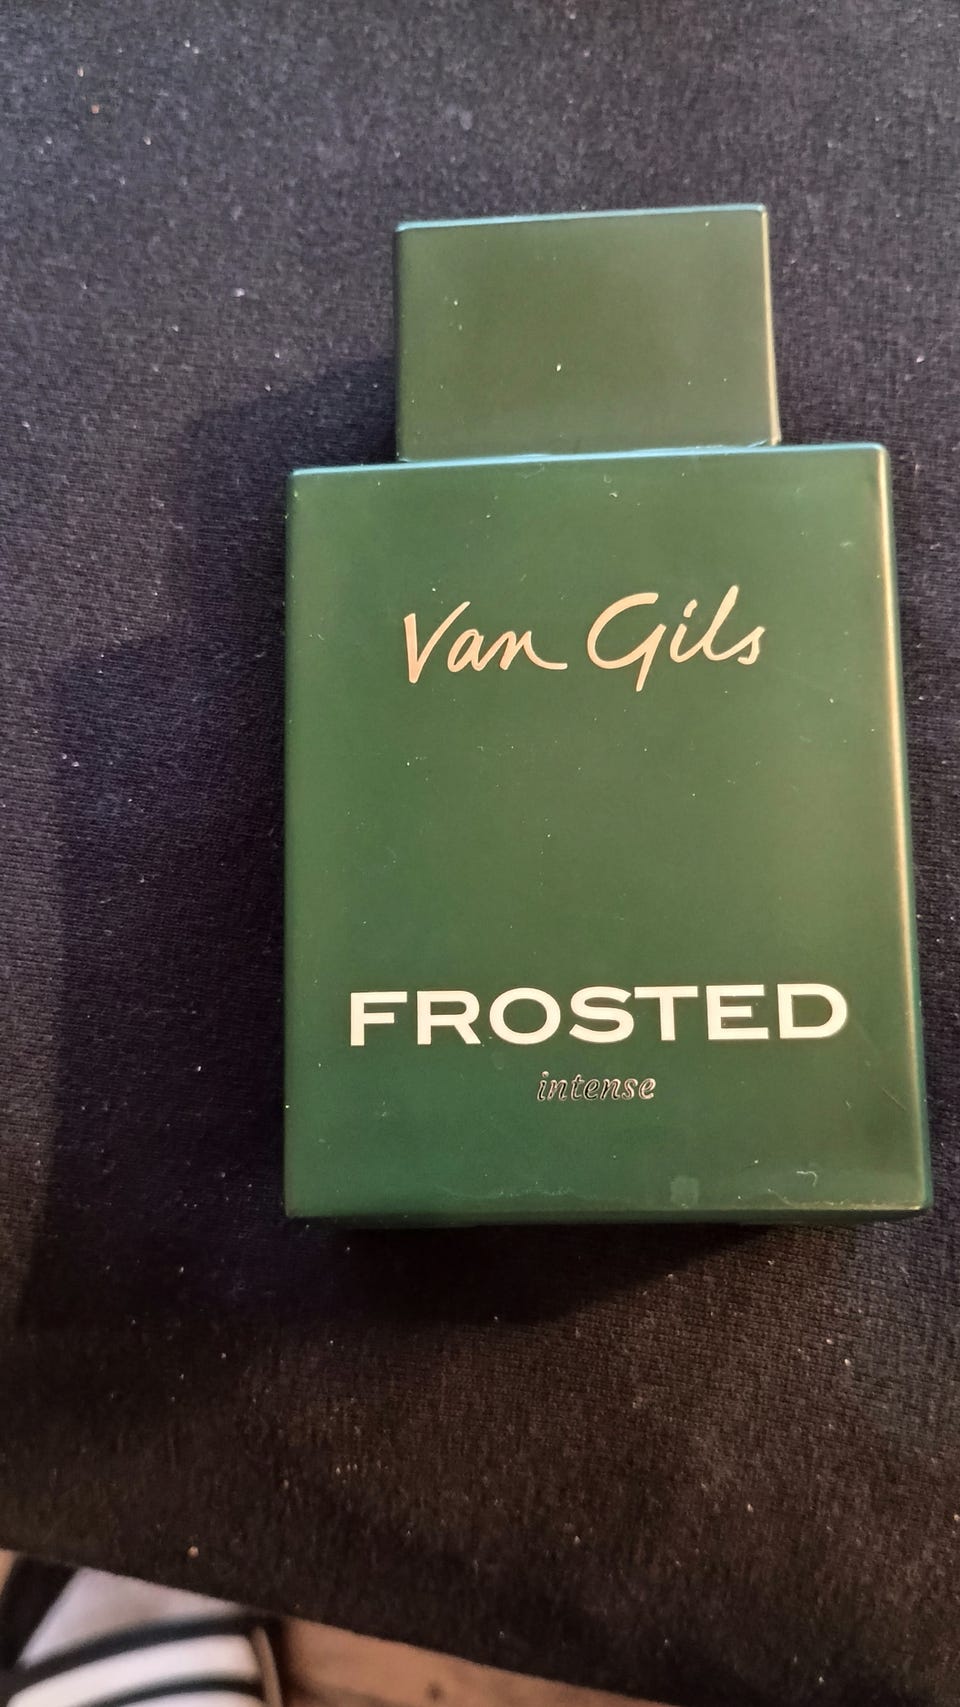 Van Gils
FROSTED
intense